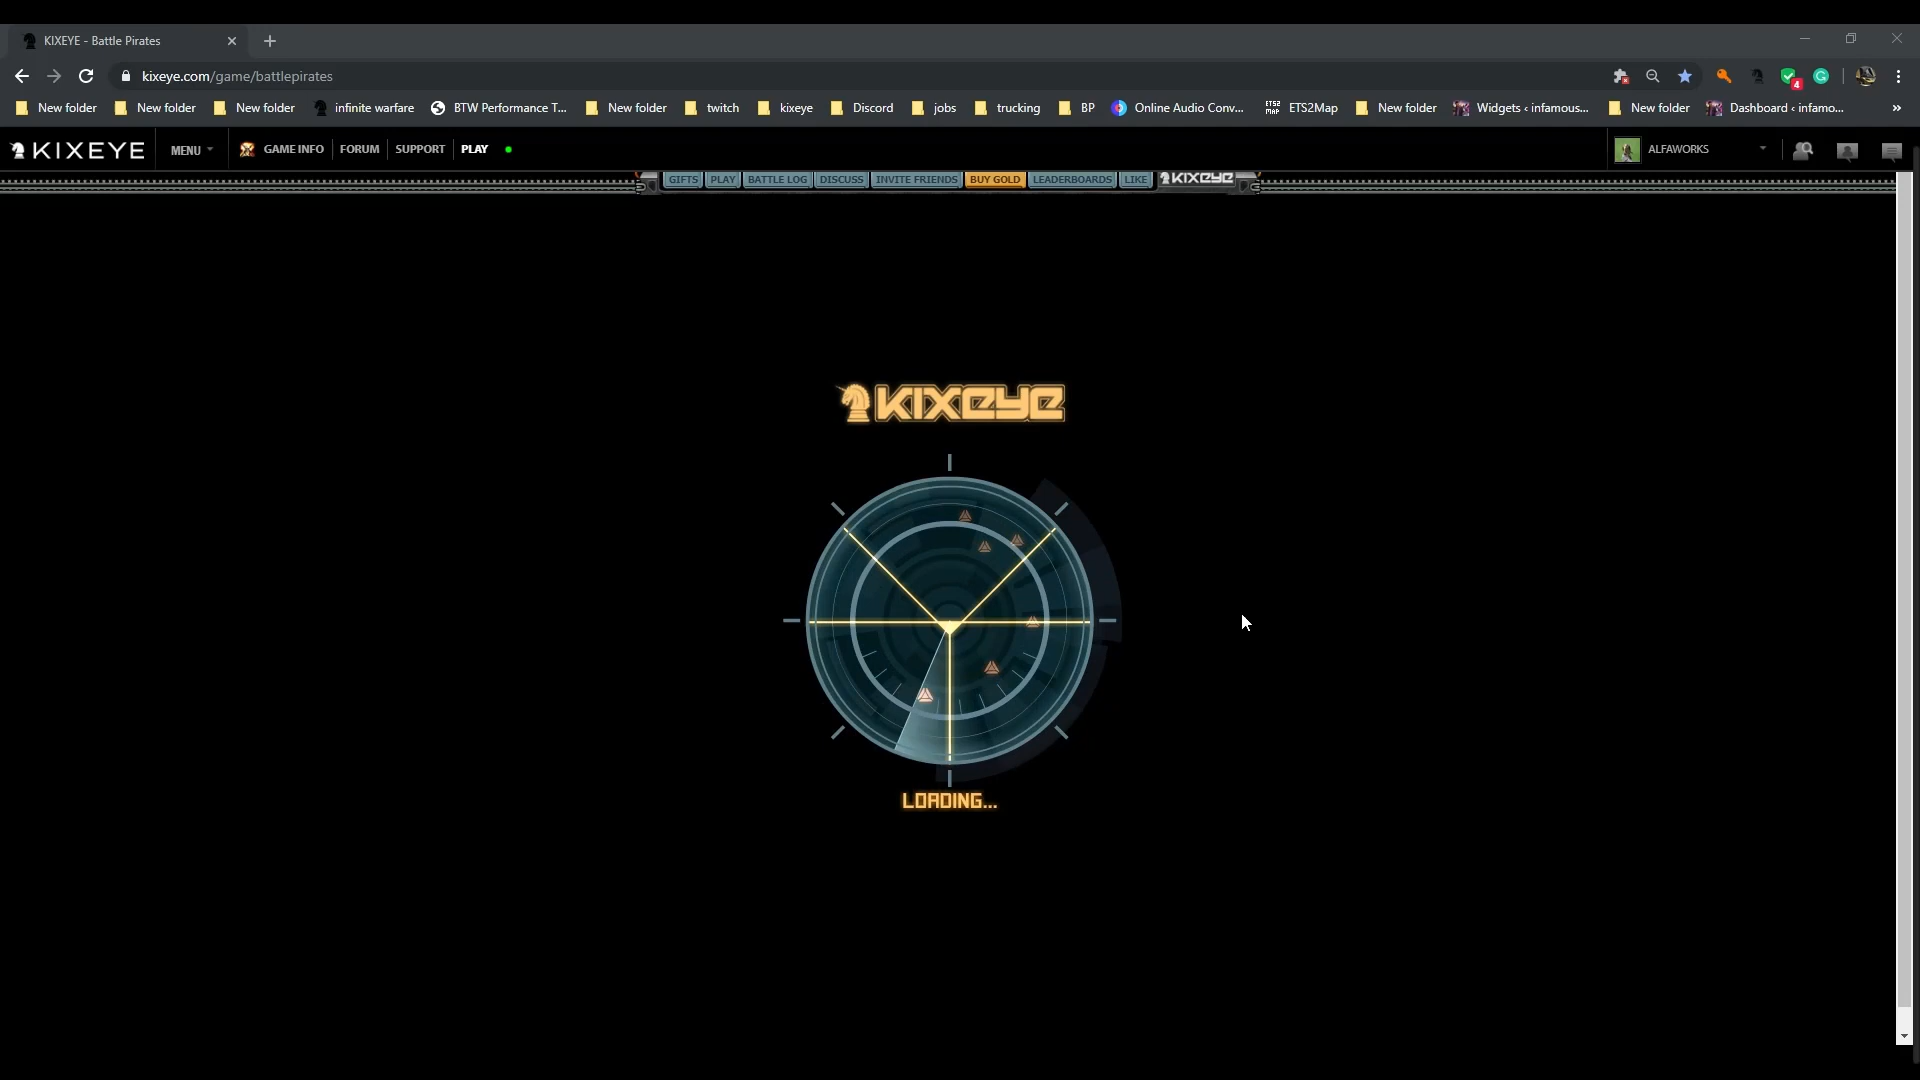 KIXEYE - Battle Pirates
kixeye.com/game/battlepirates
New folder New folder New folder infinite warfare BTW Performance T... New folder twitch kixeye Discord jobs trucking BP Online Audio Conv... ETS2 MAP ETS2Map New folder Widgets ‹ infamous... New folder Dashboard ‹ infamo... »
4
KIXEYE MENU GAME INFO FORUM SUPPORT PLAY ALFAWORKS
GIFTS PLAY BATTLE LOG DISCUSS INVITE FRIENDS BUY GOLD LEADERBOARDS LIKE KIXEYE
KIXEYE
LOADING...